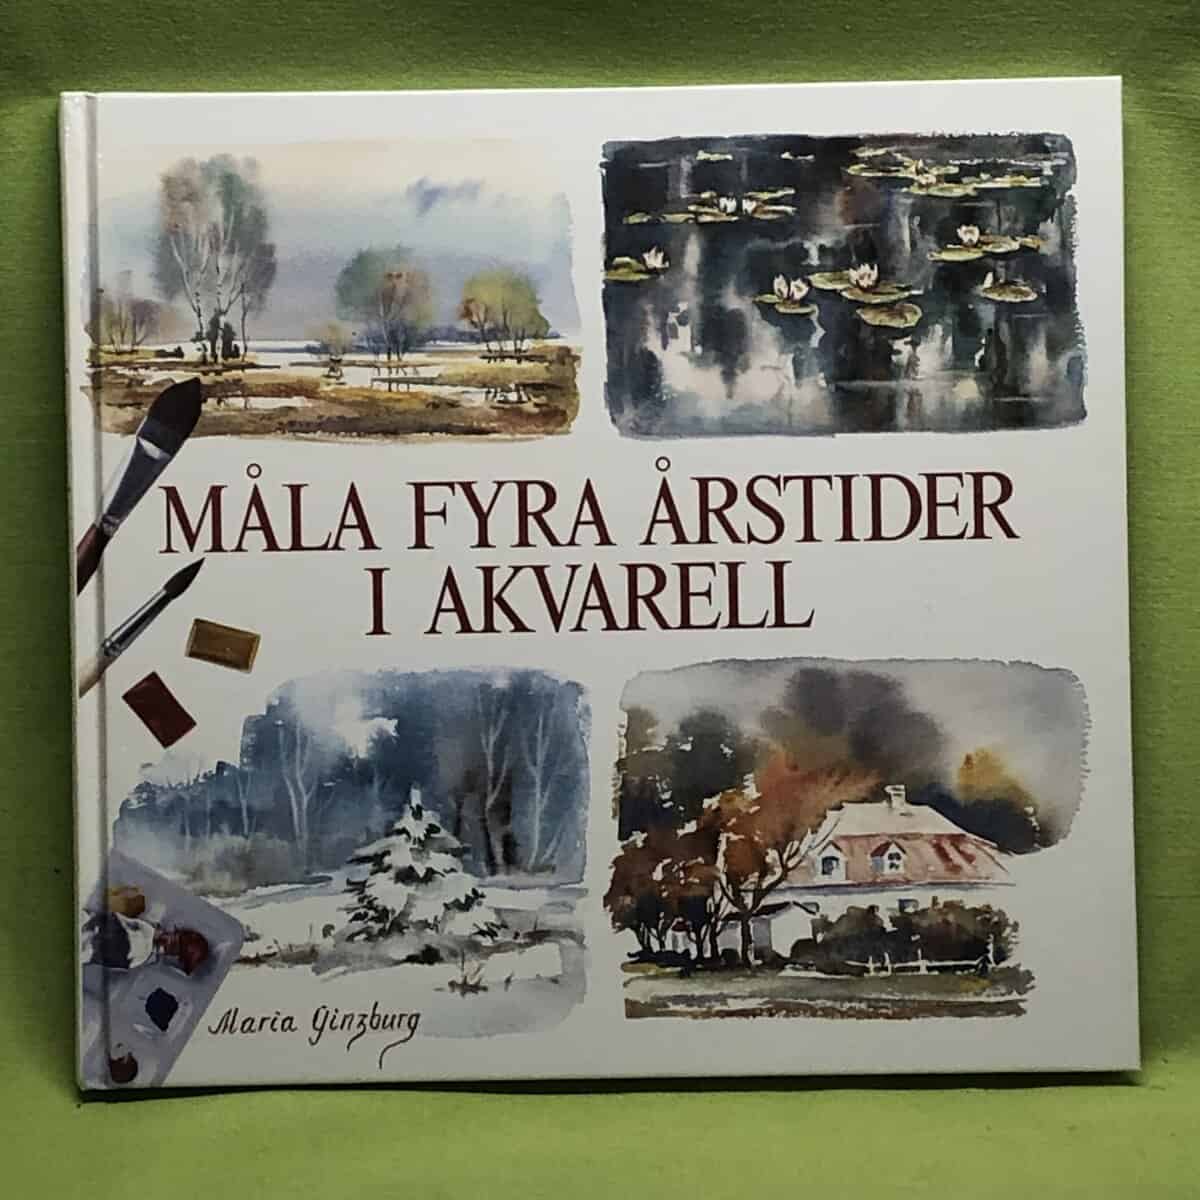 MÅLA FYRA ÅRSTIDER
I AKVARELL
Maria Ginzburg